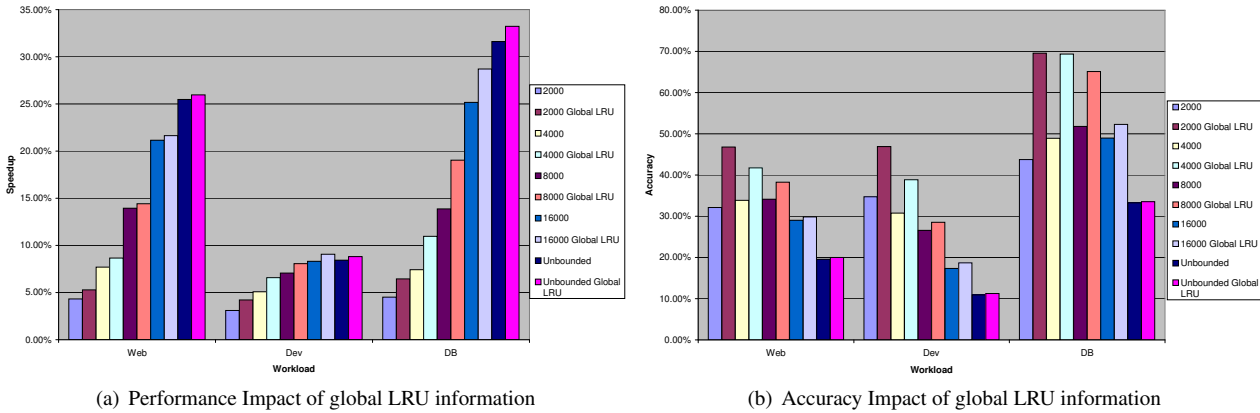 35.00%
30.00%
25.00%
20.00%
15.00%
10.00%
5.00%
0.00%
Speedup
Web
Dev
DB
Workload
2000
2000 Global LRU
4000
4000 Global LRU
8000
8000 Global LRU
16000
16000 Global LRU
Unbounded
Unbounded Global
LRU
(a) Performance Impact of global LRU information
80.00%
70.00%
60.00%
50.00%
40.00%
30.00%
20.00%
10.00%
0.00%
Accuracy
Web
Dev
DB
Workload
2000
2000 Global LRU
4000
4000 Global LRU
8000
8000 Global LRU
16000
16000 Global LRU
Unbounded
Unbounded Global
LRU
(b) Accuracy Impact of global LRU information